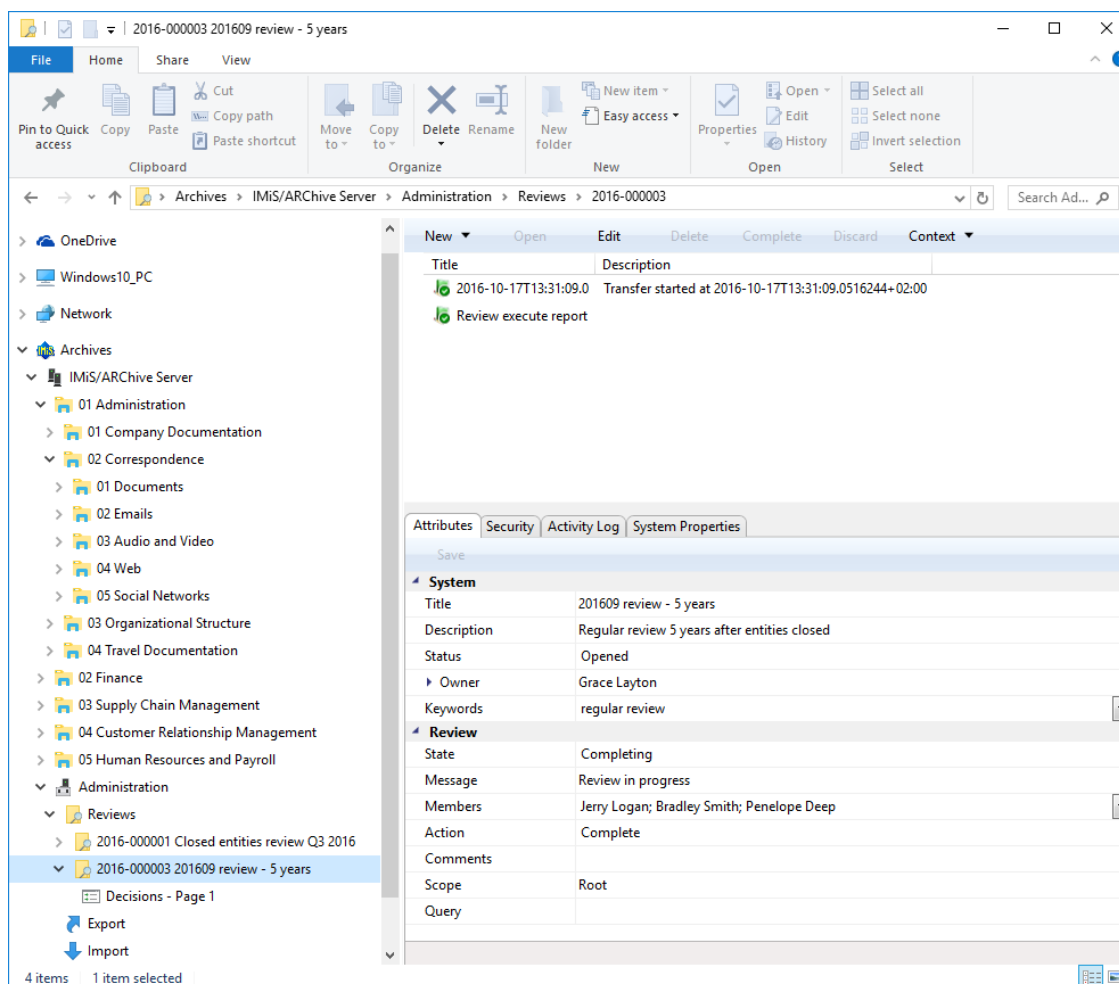 2016-000003 201609 review - 5 years
File Home Share View
Pin to Quick access
Copy
Paste
Cut
Copy path
Paste shortcut
Clipboard
Move to
Copy to
Delete
Rename
Organize
New folder
New item
Easy access
New
Properties
Open
Edit
History
Open
Select all
Select none
Invert selection
Select
Archives > IMiS/ARChive Server > Administration > Reviews > 2016-000003
Search Ad...
OneDrive
Windows10_PC
Network
Archives
IMiS/ARChive Server
01 Administration
01 Company Documentation
02 Correspondence
01 Documents
02 Emails
03 Audio and Video
04 Web
05 Social Networks
03 Organizational Structure
04 Travel Documentation
02 Finance
03 Supply Chain Management
04 Customer Relationship Management
05 Human Resources and Payroll
Administration
Reviews
2016-000001 Closed entities review Q3 2016
2016-000003 201609 review - 5 years
Decisions - Page 1
Export
Import
New Open Edit Delete Complete Discard Context
Title Description
2016-10-17T13:31:09.0 Transfer started at 2016-10-17T13:31:09.0516244+02:00
Review execute report
Attributes Security Activity Log System Properties
Save
System
Title 201609 review - 5 years
Description Regular review 5 years after entities closed
Status Opened
Owner Grace Layton
Keywords regular review
Review
State Completing
Message Review in progress
Members Jerry Logan; Bradley Smith; Penelope Deep
Action Complete
Comments
Scope Root
Query
4 items 1 item selected